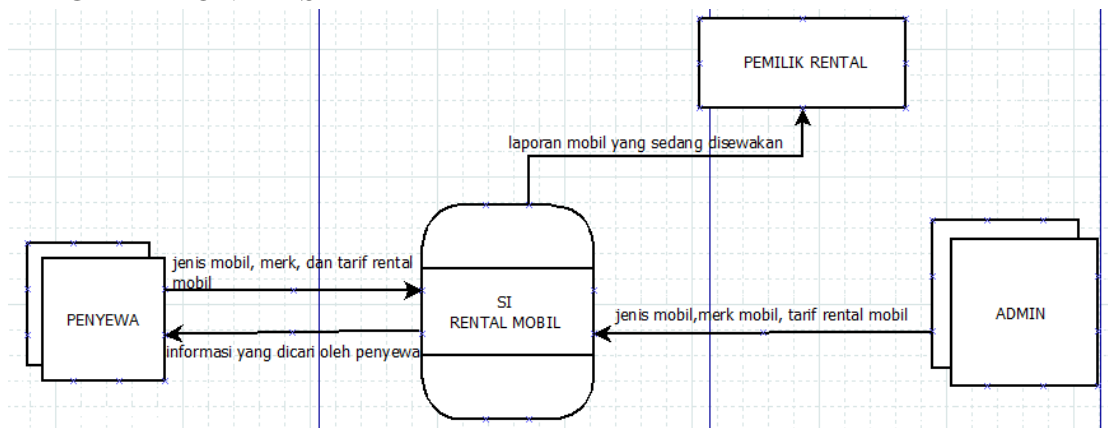 PEMILIK RENTAL
laporan mobil yang sedang disewakan
jenis mobil, merk, dan tarif rental
mobil
PENYEWA
informasi yang dicari oleh penyewa
SI
RENTAL MOBIL
jenis mobil,merk mobil, tarif rental mobil
ADMIN